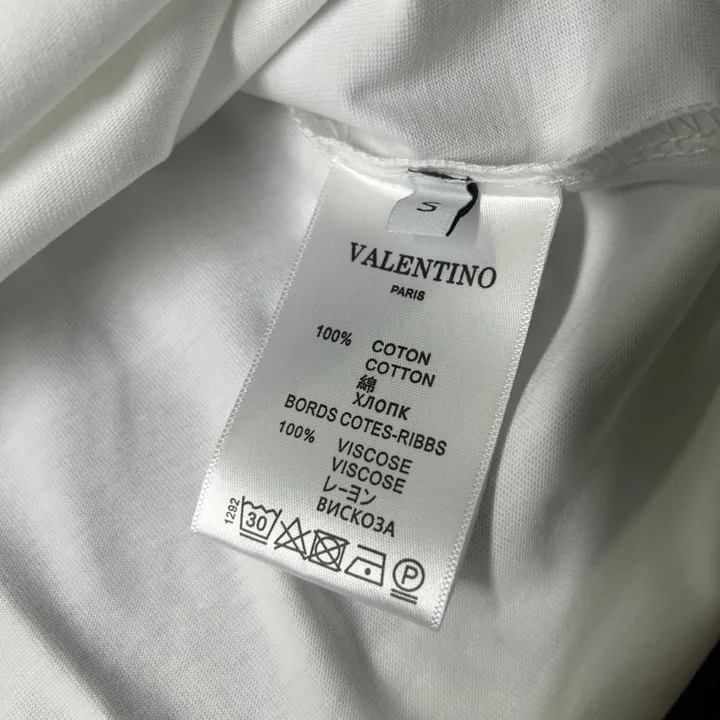 S
VALENTINO
PARIS
100% COTON
COTTON
綿
ХЛОПК
BORDS COTES-RIBBS
100% VISCOSE
VISCOSE
レーヨン
ВИСКОЗА
1292
30
P